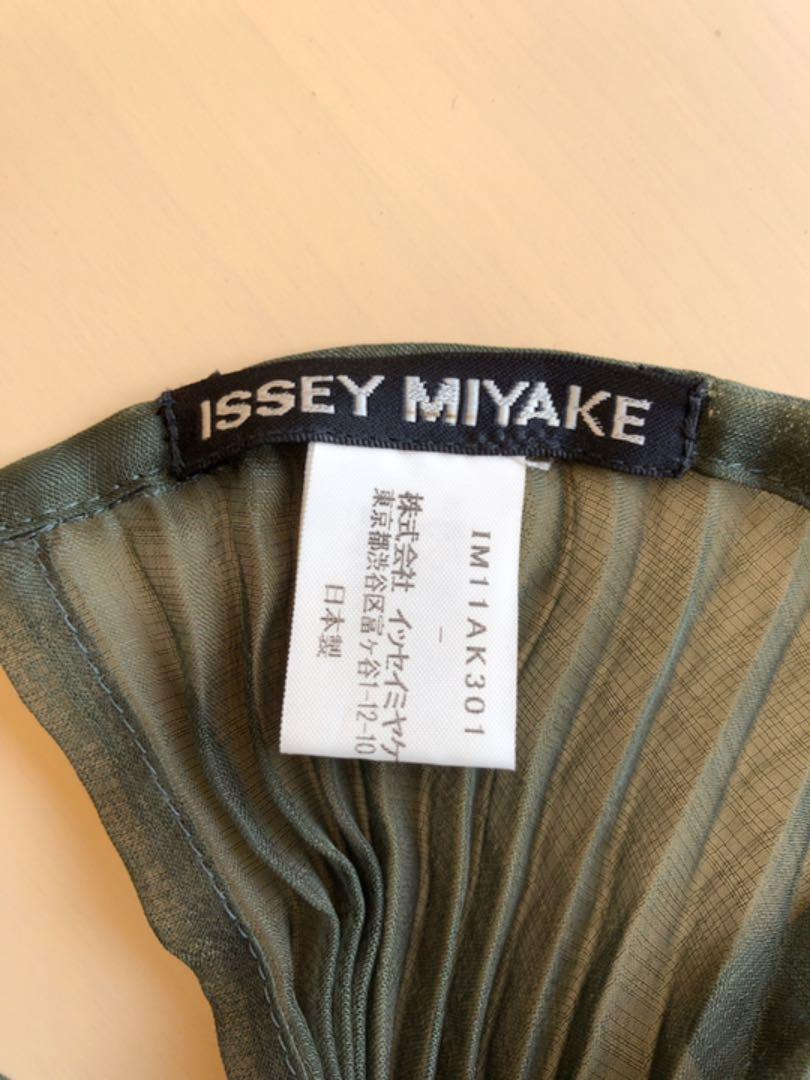 ISSEY MIYAKE
IM11AK301
–
株式会社 イッセイミヤケ
東京都渋谷区富ヶ谷1-12-10
日本製